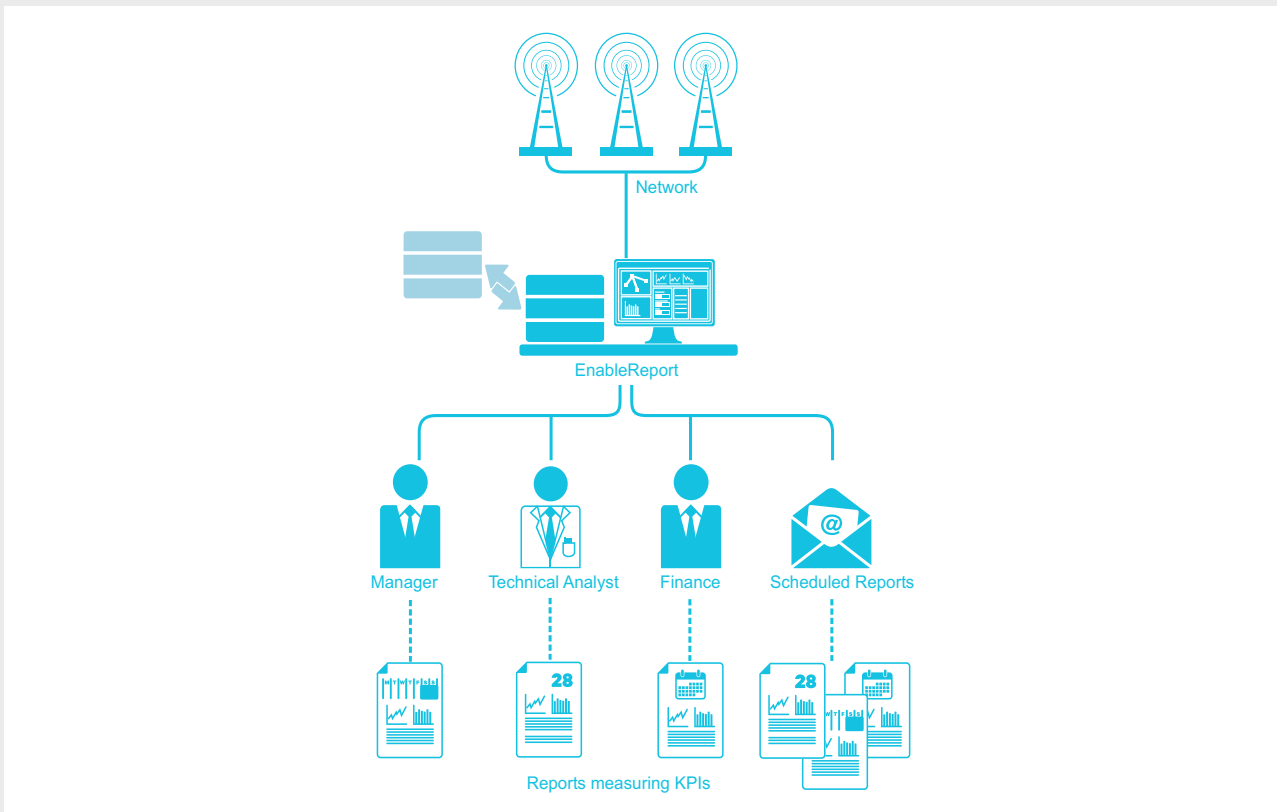 Network
EnableReport
@
Manager
Technical Analyst
Finance
Scheduled Reports
M T W T F S S
28
28
W T F S S
Reports measuring KPIs